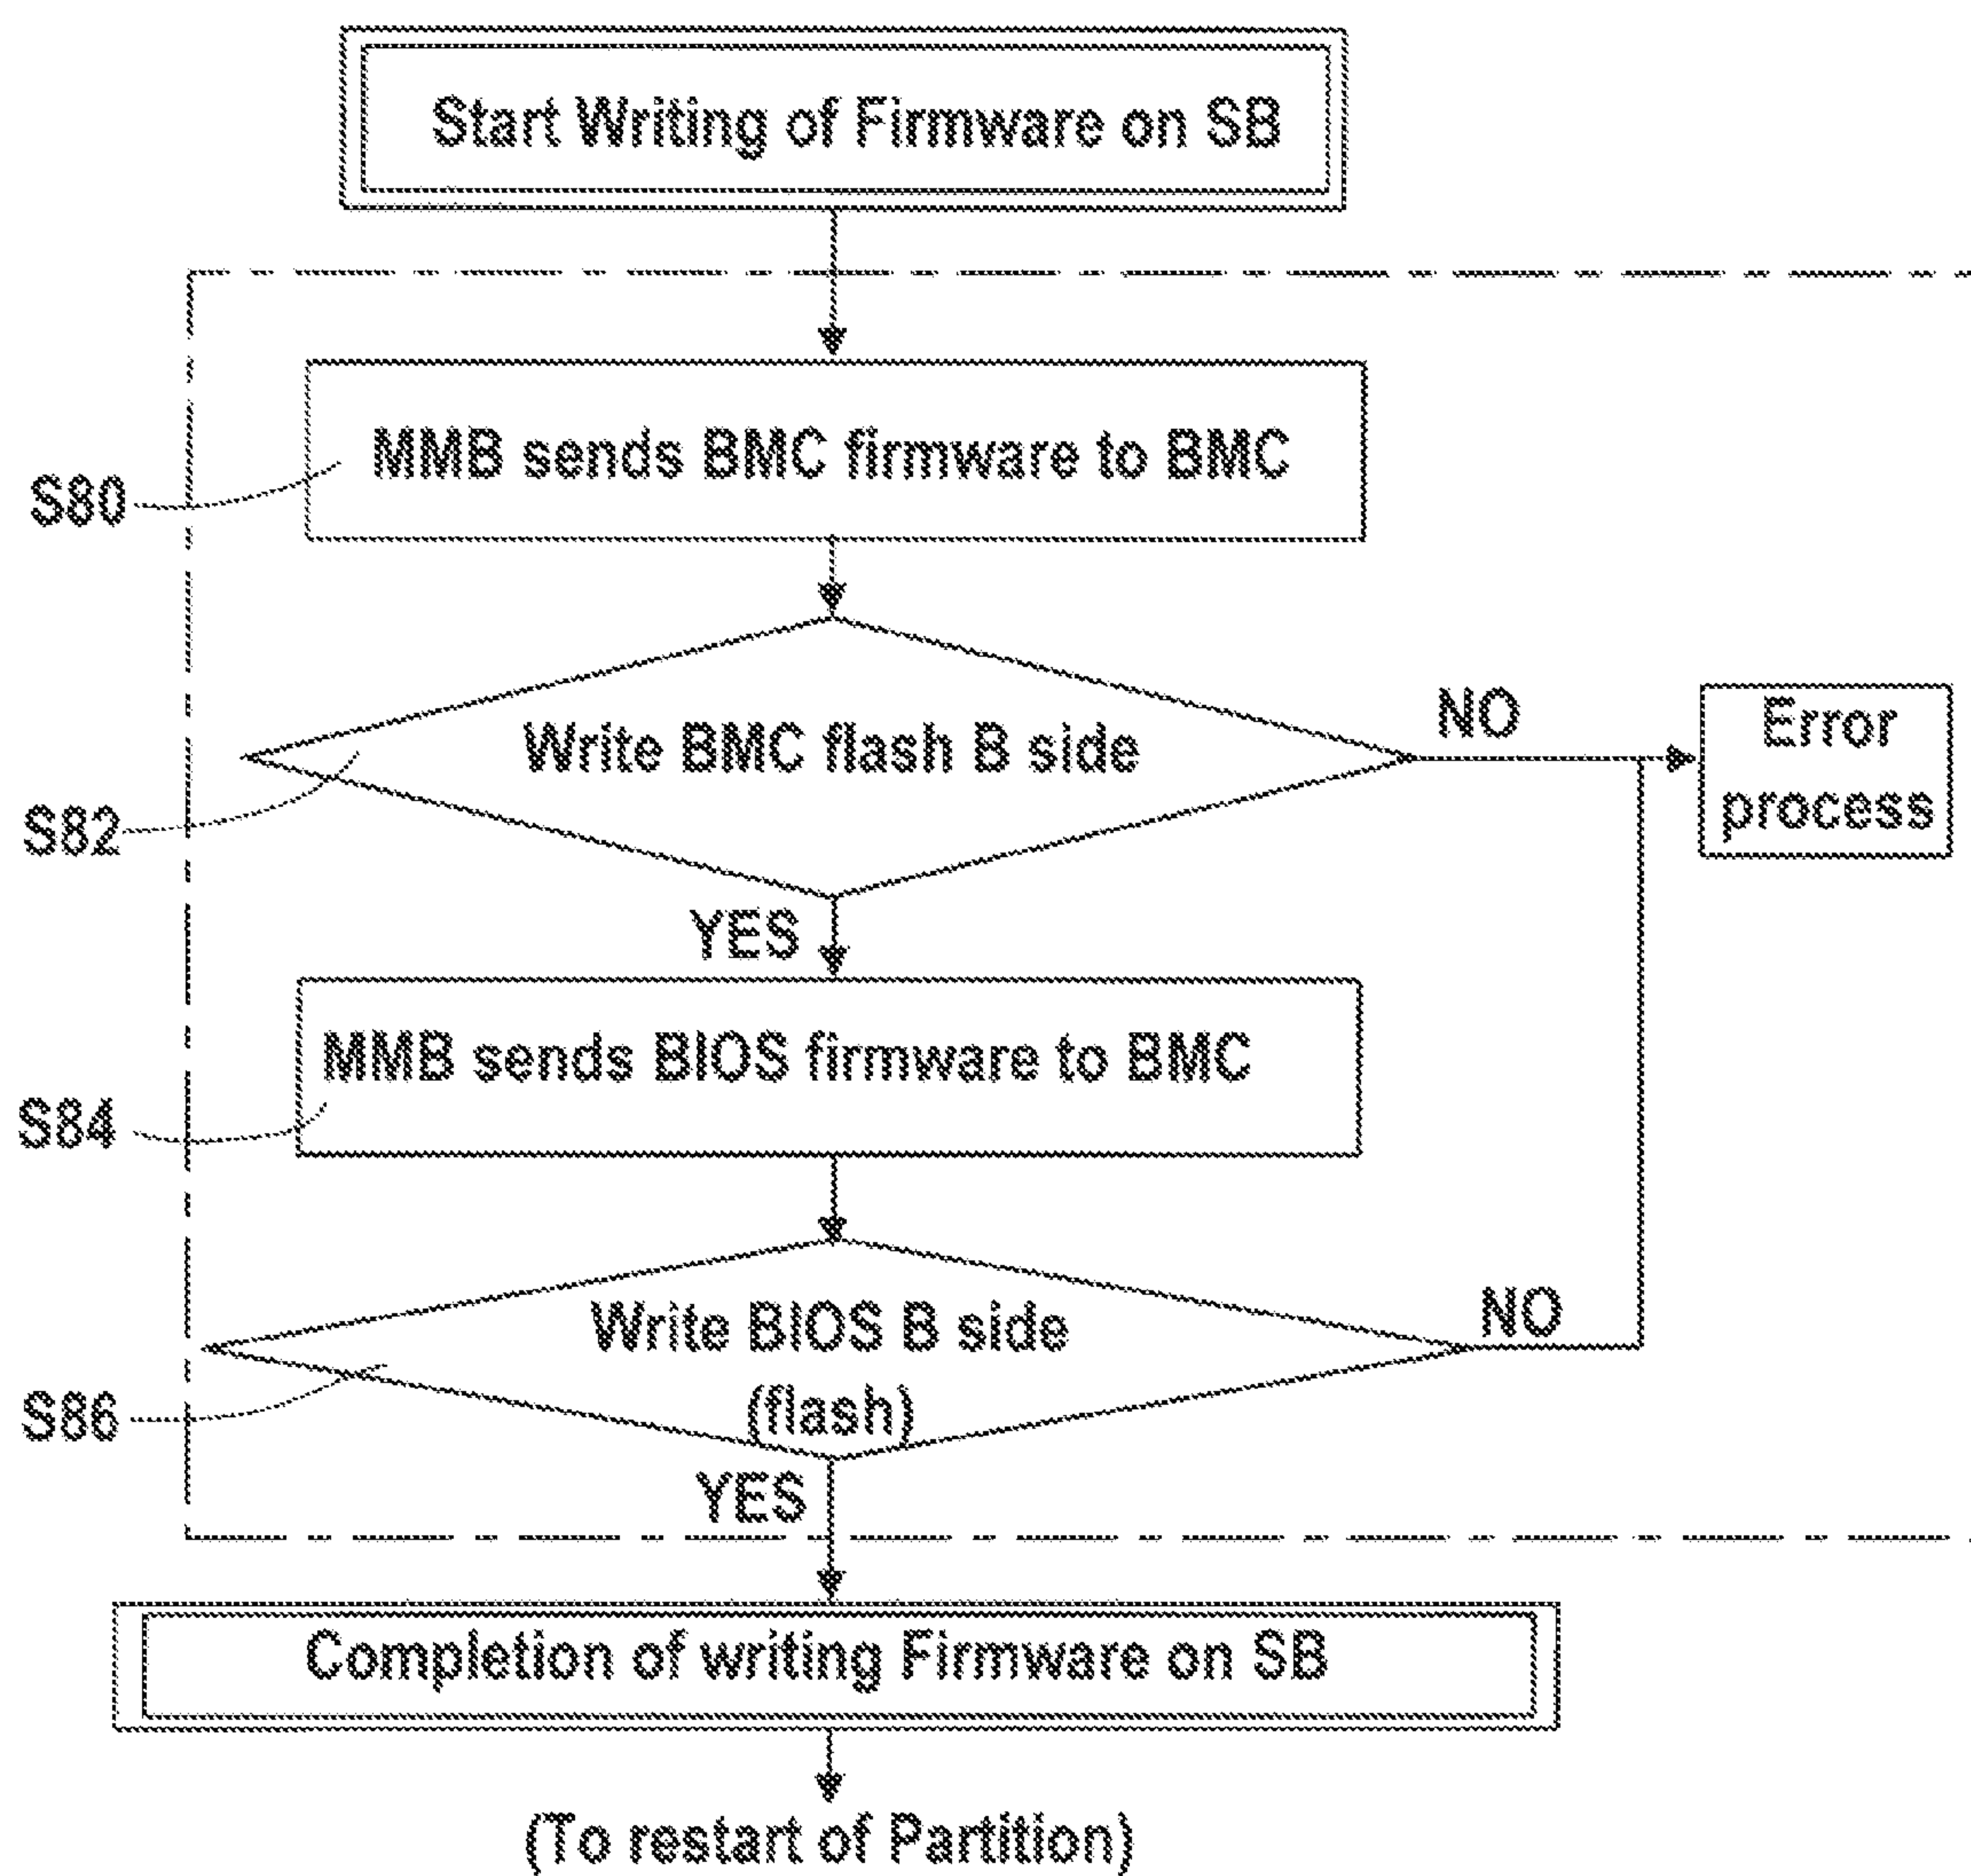 Start Writing of Firmware on SB
MMB sends BMC firmware to BMC
S80
Write BMC flash B side
NO
Error
process
S82
YES
MMB sends BIOS firmware to BMC
S84
Write BIOS B side
(flash)
NO
S86
YES
Completion of writing Firmware on SB
(To restart of Partition)